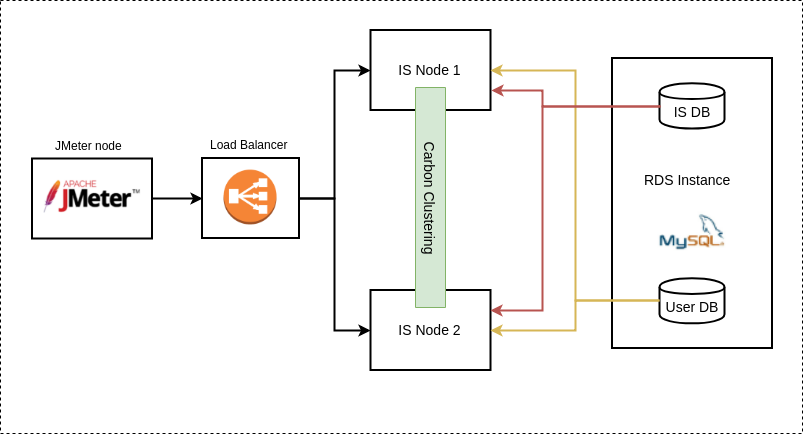 JMeter node
APACHE
JMeter™
Load Balancer
IS Node 1
Carbon Clustering
IS Node 2
IS DB
RDS Instance
MySQL
User DB